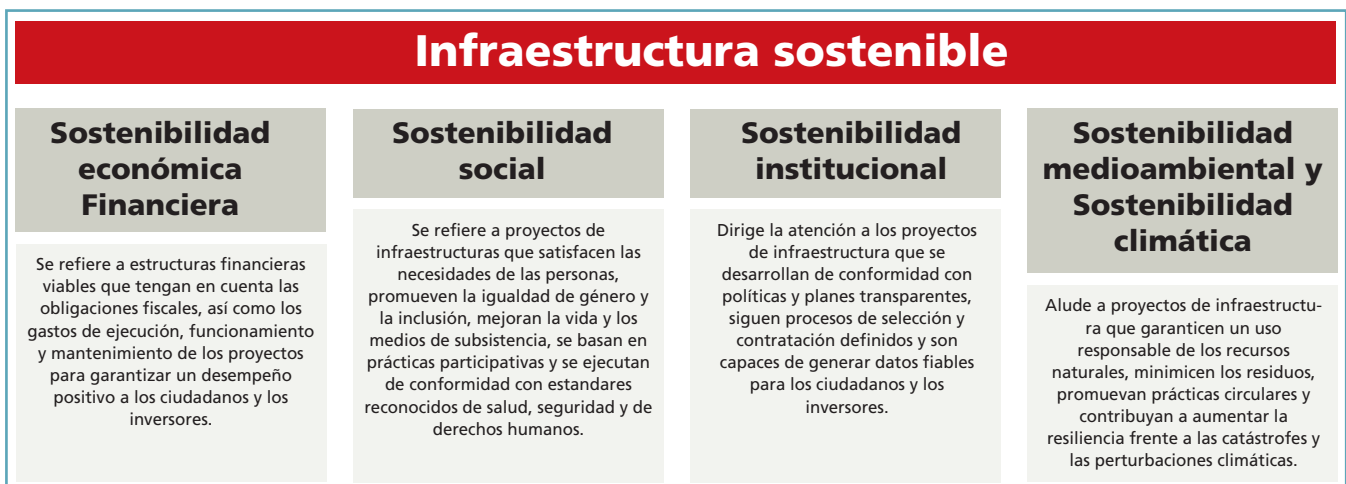 Infraestructura sostenible
Sostenibilidad
económica
Financiera
Se refiere a estructuras financieras
viables que tengan en cuenta las
obligaciones fiscales, así como los
gastos de ejecución, funcionamiento
y mantenimiento de los proyectos
para garantizar un desempeño
positivo a los ciudadanos y los
inversores.
Sostenibilidad
social
Se refiere a proyectos de
infraestructuras que satisfacen las
necesidades de las personas,
promueven la igualdad de género y
la inclusión, mejoran la vida y los
medios de subsistencia, se basan en
prácticas participativas y se ejecutan
de conformidad con estandares
reconocidos de salud, seguridad y de
derechos humanos.
Sostenibilidad
institucional
Dirige la atención a los proyectos
de infraestructura que se
desarrollan de conformidad con
políticas y planes transparentes,
siguen procesos de selección y
contratación definidos y son
capaces de generar datos fiables
para los ciudadanos y los
inversores.
Sostenibilidad
medioambiental y
Sostenibilidad
climática
Alude a proyectos de infraestructu-
ra que garanticen un uso
responsable de los recursos
naturales, minimicen los residuos,
promuevan prácticas circulares y
contribuyan a aumentar la
resiliencia frente a las catástrofes y
las perturbaciones climáticas.